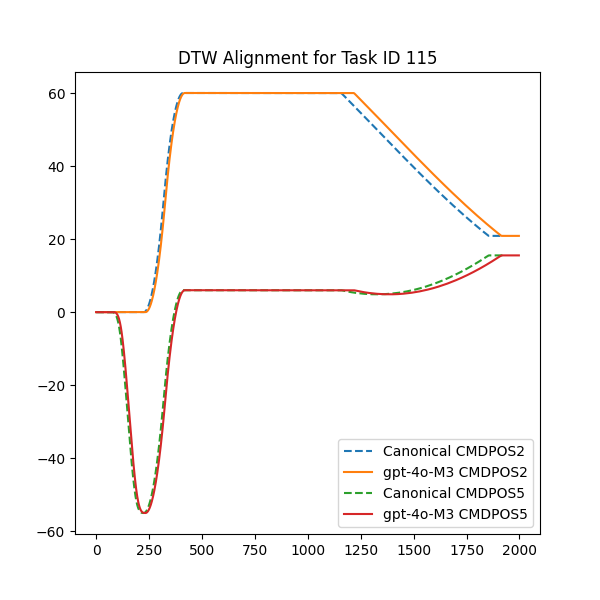 DTW Alignment for Task ID 115
60
40
20
0
−20
−40
−60
0 250 500 750 1000 1250 1500 1750 2000
Canonical CMDPOS2
gpt-4o-M3 CMDPOS2
Canonical CMDPOS5
gpt-4o-M3 CMDPOS5